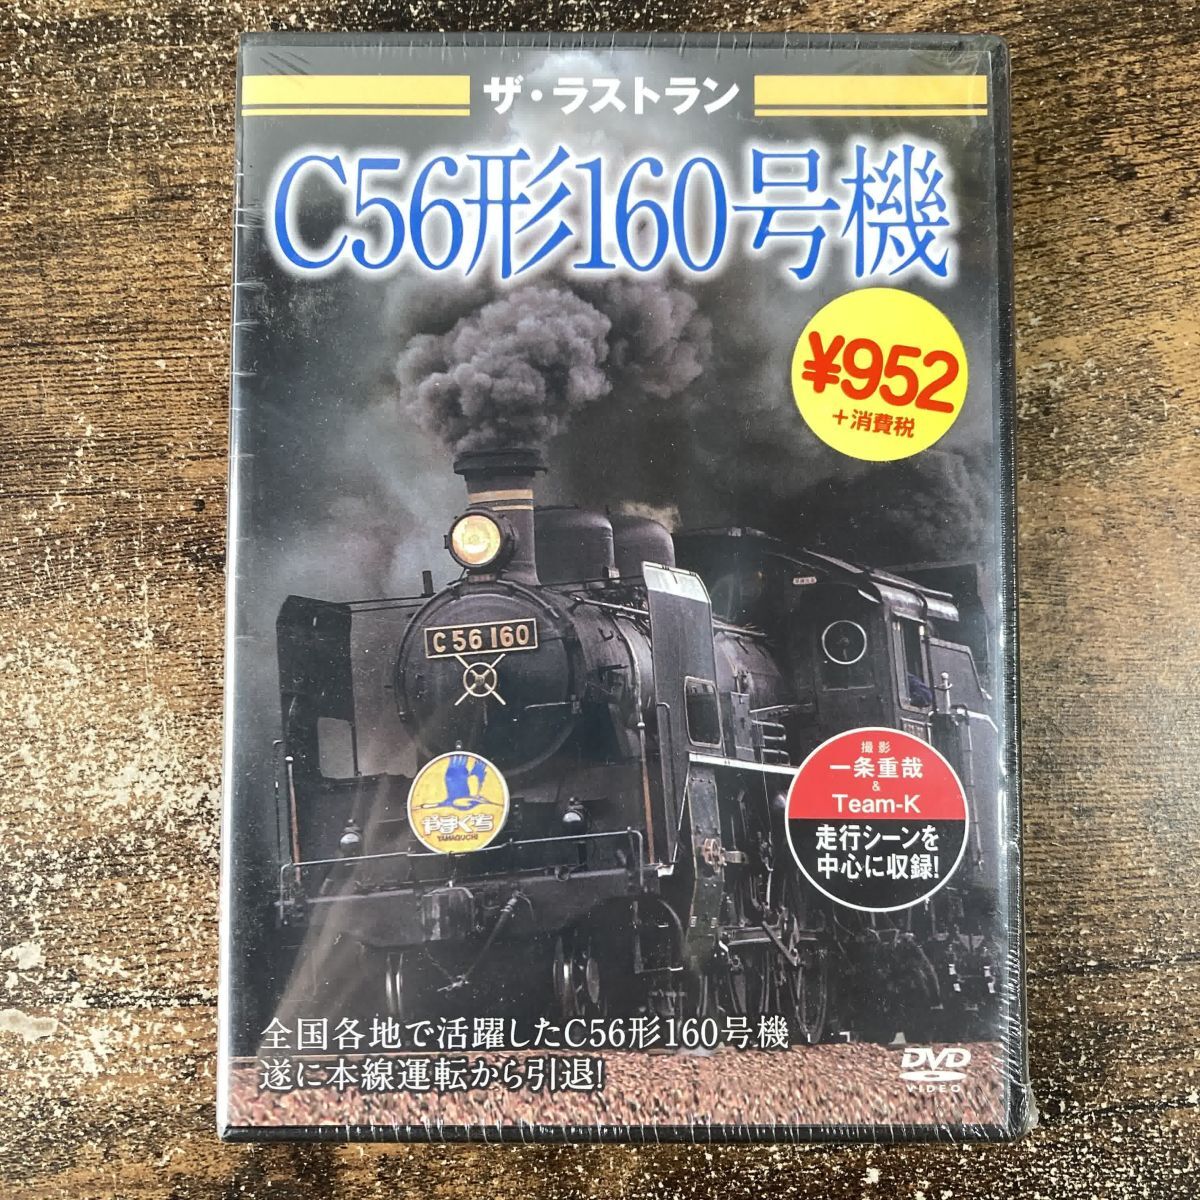 ザ・ラストラン
C56形160号機
¥952
+消費税
C56 160
やまぐち
YAMAGUCHI
撮影
一条重哉
&
Team-K
走行シーンを
中心に収録!
全国各地で活躍したC56形160号機
遂に本線運転から引退!
DVD
VIDEO